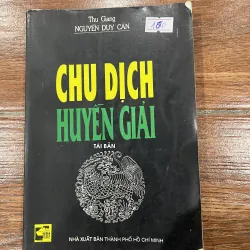 Thu Giang
NGUYỄN DUY CẦN
CHU DỊCH
HUYỀN GIẢI
TÁI BẢN
NHÀ XUẤT BẢN THÀNH PHỐ HỒ CHÍ MINH